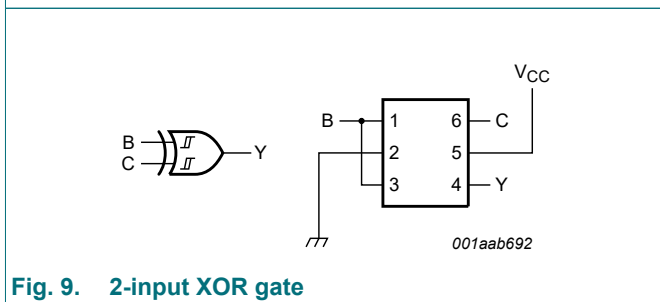 VCC
B 1 6 C
B Y
C 2 5
3 4 Y
001aab692
Fig. 9. 2-input XOR gate